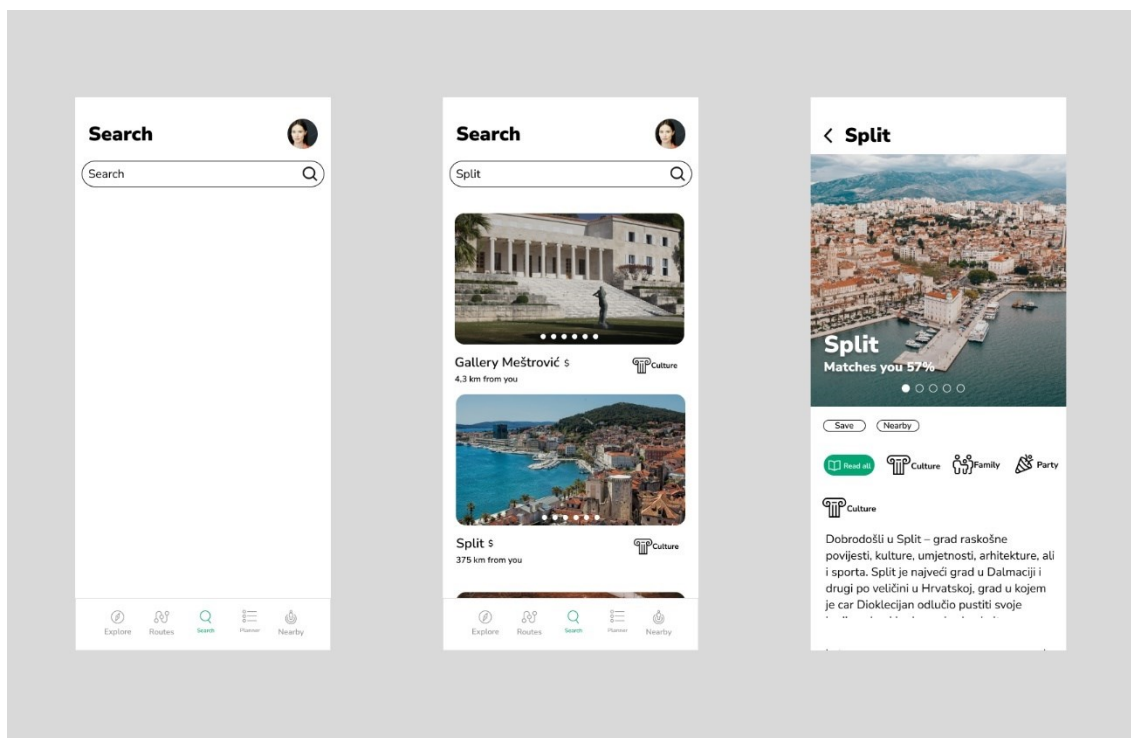 Search
Search
Explore Routes Search Planner Nearby
Search
Split
Gallery Meštrović $
Culture
4,3 km from you
Split $
Culture
375 km from you
Explore Routes Search Planner Nearby
< Split
Split
Matches you 57%
Save Nearby
Read all Culture Family Party
Culture
Dobrodošli u Split – grad raskošne
povijesti, kulture, umjetnosti, arhitekture, ali
i sporta. Split je najveći grad u Dalmaciji i
drugi po veličini u Hrvatskoj, grad u kojem
je car Dioklecijan odlučio pustiti svoje